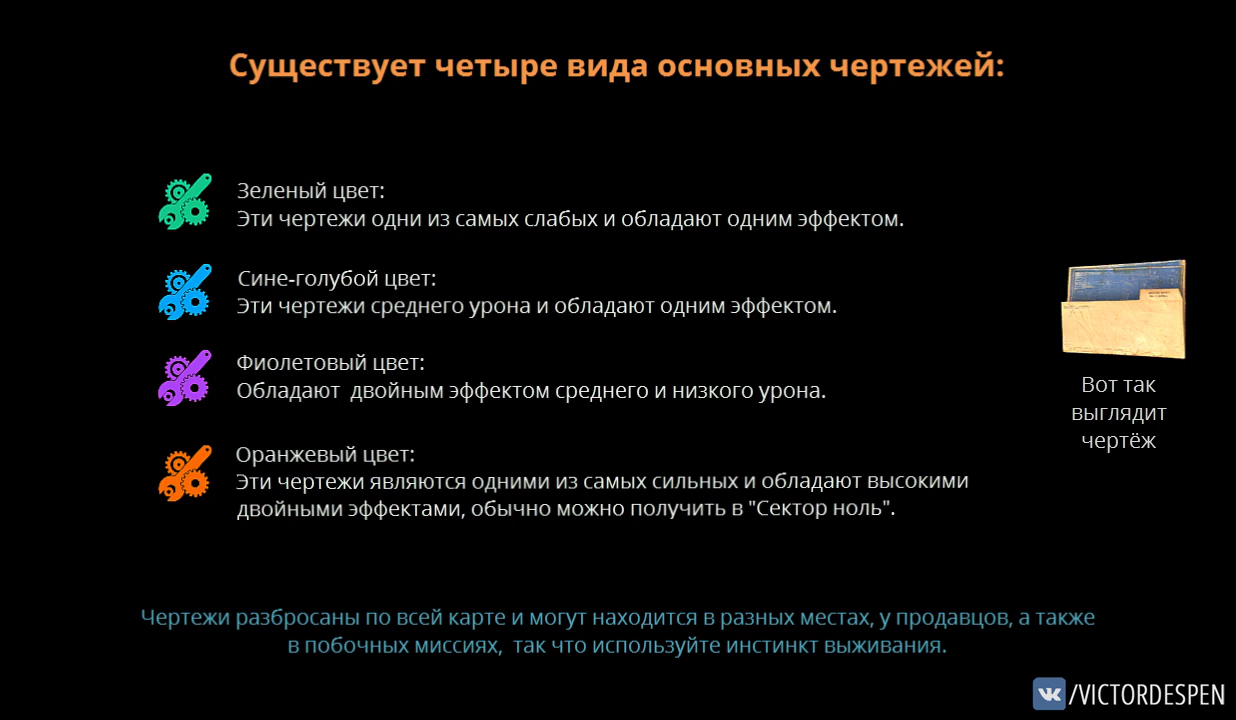 Существует четыре вида основных чертежей:
Зеленый цвет:
Эти чертежи одни из самых слабых и обладают одним эффектом.
Сине-голубой цвет:
Эти чертежи среднего урона и обладают одним эффектом.
Фиолетовый цвет:
Обладают двойным эффектом среднего и низкого урона.
Оранжевый цвет:
Эти чертежи являются одними из самых сильных и обладают высокими
двойными эффектами, обычно можно получить в "Сектор ноль".
Вот так
выглядит
чертёж
Чертежи разбросаны по всей карте и могут находится в разных местах, у продавцов, а также
в побочных миссиях, так что используйте инстинкт выживания.
/VICTORDESPEN